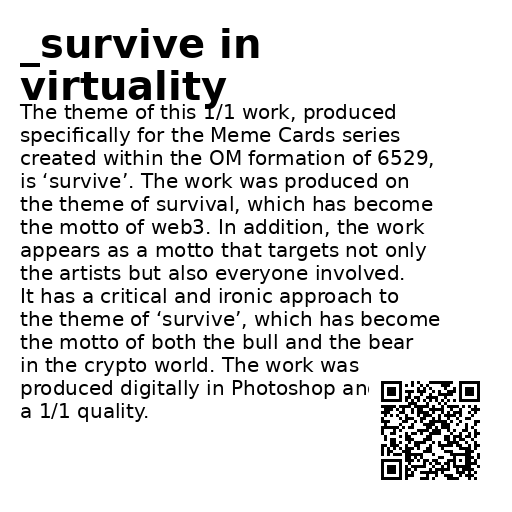 _survive in
virtuality
The theme of this 1/1 work, produced
specifically for the Meme Cards series
created within the OM formation of 6529,
is ‘survive’. The work was produced on
the theme of survival, which has become
the motto of web3. In addition, the work
appears as a motto that targets not only
the artists but also everyone involved.
It has a critical and ironic approach to
the theme of ‘survive’, which has become
the motto of both the bull and the bear
in the crypto world. The work was
produced digitally in Photoshop
a 1/1 quality.